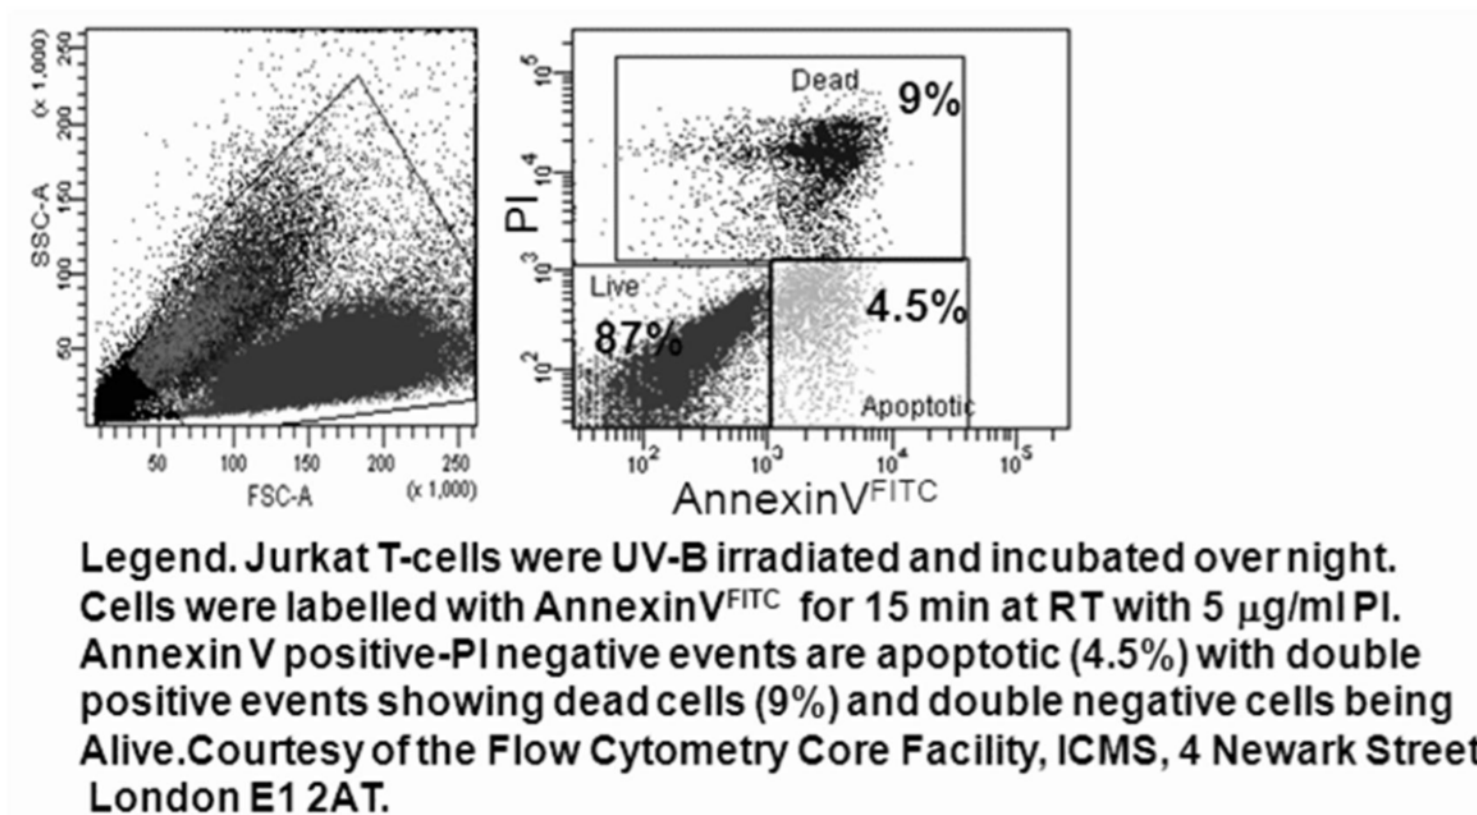 (x 1,000)
SSC-A
250
200
150
100
50
50 100 150 200 250
FSC-A (x 1,000)
PI
10^5
10^4
10^3
10^2
Dead
9%
Live
87%
4.5%
Apoptotic
10^2 10^3 10^4 10^5
AnnexinV^FITC
Legend. Jurkat T-cells were UV-B irradiated and incubated over night.
Cells were labelled with AnnexinV^FITC for 15 min at RT with 5 µg/ml PI.
Annexin V positive-PI negative events are apoptotic (4.5%) with double
positive events showing dead cells (9%) and double negative cells being
Alive.Courtesy of the Flow Cytometry Core Facility, ICMS, 4 Newark Street
London E1 2AT.